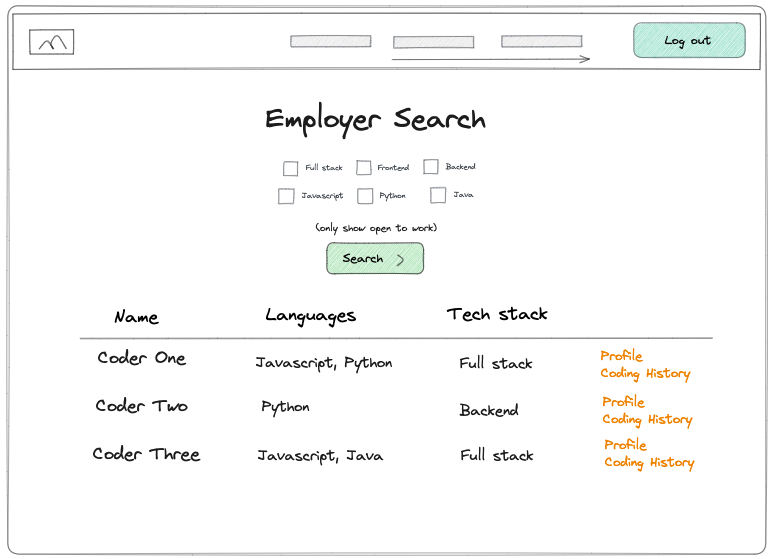 Log out
Employer Search
Full stack Frontend Backend
Javascript Python Java
(only show open to work)
Search
Name Languages Tech stack
Coder One Javascript, Python Full stack Profile
Coding History
Coder Two Python Backend Profile
Coding History
Coder Three Javascript, Java Full stack Profile
Coding History